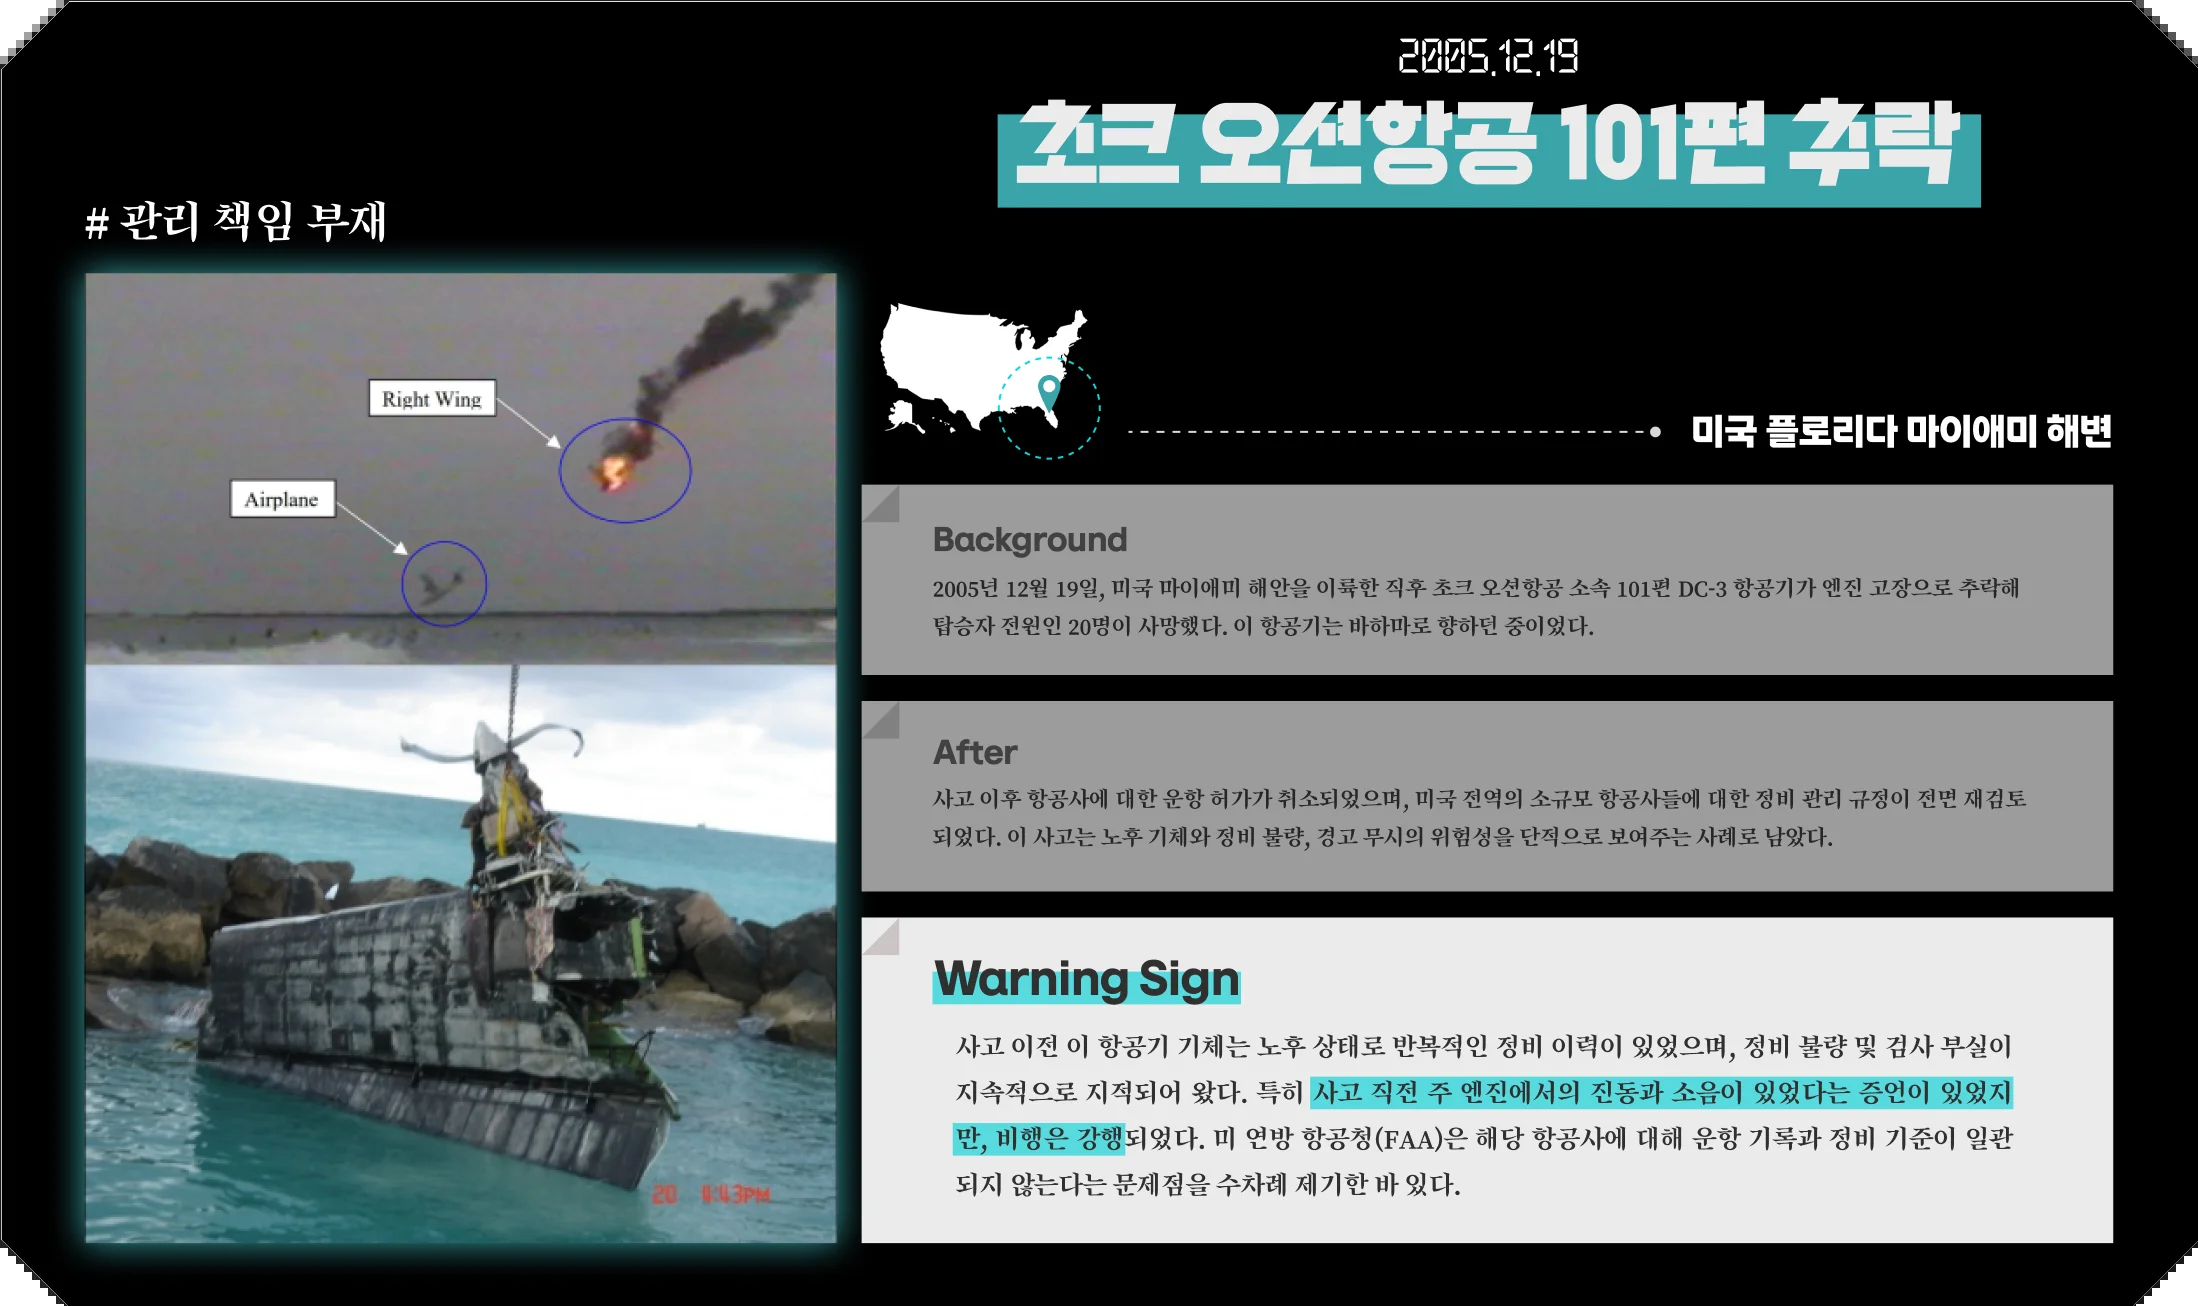 2005.12.19
초크 오션항공 101편 추락
# 관리 책임 부재
Right Wing
Airplane
20 4:43PM
미국 플로리다 마이애미 해변
Background
2005년 12월 19일, 미국 마이애미 해안을 이륙한 직후 초크 오션항공 소속 101편 DC-3 항공기가 엔진 고장으로 추락해
탑승자 전원인 20명이 사망했다. 이 항공기는 바하마로 향하던 중이었다.
After
사고 이후 항공사에 대한 운항 허가가 취소되었으며, 미국 전역의 소규모 항공사들에 대한 정비 관리 규정이 전면 재검토
되었다. 이 사고는 노후 기체와 정비 불량, 경고 무시의 위험성을 단적으로 보여주는 사례로 남았다.
Warning Sign
사고 이전 이 항공기 기체는 노후 상태로 반복적인 정비 이력이 있었으며, 정비 불량 및 검사 부실이
지속적으로 지적되어 왔다. 특히 사고 직전 주 엔진에서의 진동과 소음이 있었다는 증언이 있었지
만, 비행은 강행되었다. 미 연방 항공청(FAA)은 해당 항공사에 대해 운항 기록과 정비 기준이 일관
되지 않는다는 문제점을 수차례 제기한 바 있다.